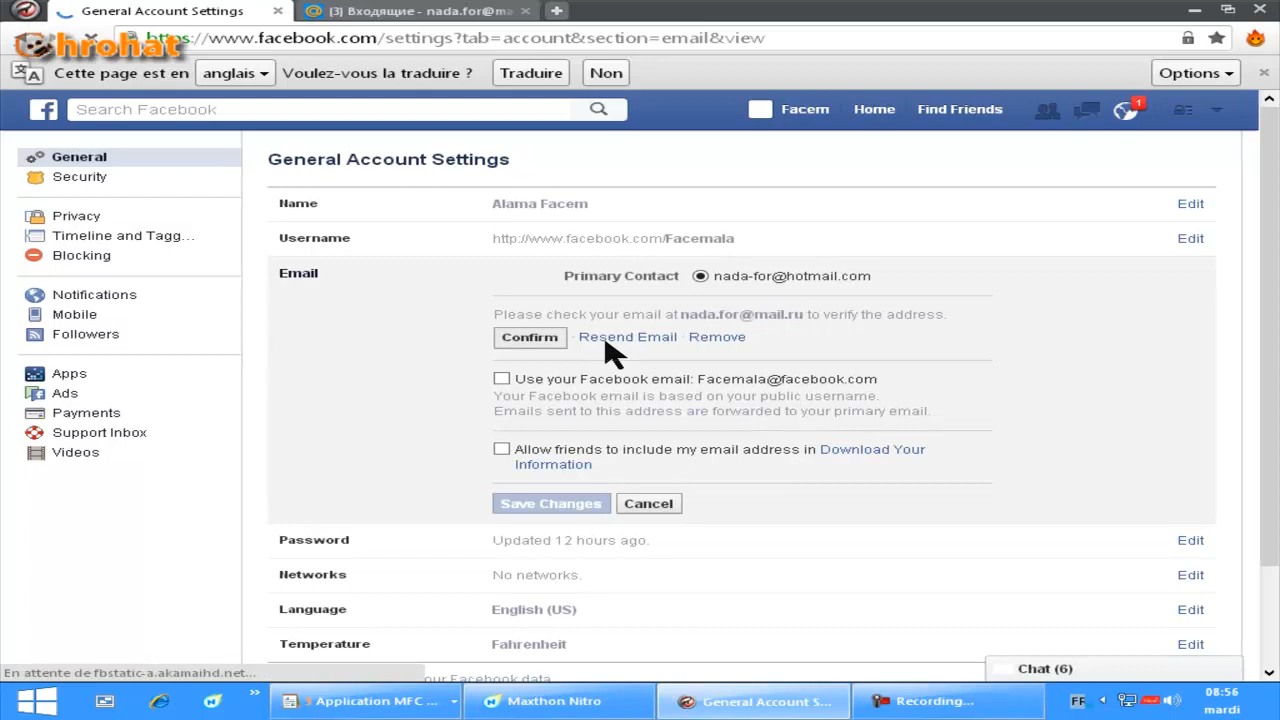 General Account Settings
[3] Входящие - nada.for@ma
hrohat
https://www.facebook.com/settings?tab=account&section=email&view
Cette page est en anglais Voulez-vous la traduire ? Traduire Non Options
Search Facebook
Facem Home Find Friends 1
General
Security
Privacy
Timeline and Tagg...
Blocking
Notifications
Mobile
Followers
Apps
Ads
Payments
Support Inbox
Videos
General Account Settings
Name Alama Facem Edit
Username http://www.facebook.com/Facemala Edit
Email Primary Contact nada-for@hotmail.com
Please check your email at nada.for@mail.ru to verify the address.
Confirm · Resend Email · Remove
Use your Facebook email: Facemala@facebook.com
Your Facebook email is based on your public username.
Emails sent to this address are forwarded to your primary email.
Allow friends to include my email address in Download Your
Information
Save Changes Cancel
Password Updated 12 hours ago. Edit
Networks No networks. Edit
Language English (US) Edit
Temperature Fahrenheit Edit
En attente de fbstatic-a.akamaihd.net...
our Facebook data
Chat (6)
3 Application MFC ... Maxthon Nitro General Account S... Recording... FR 08:56
mardi